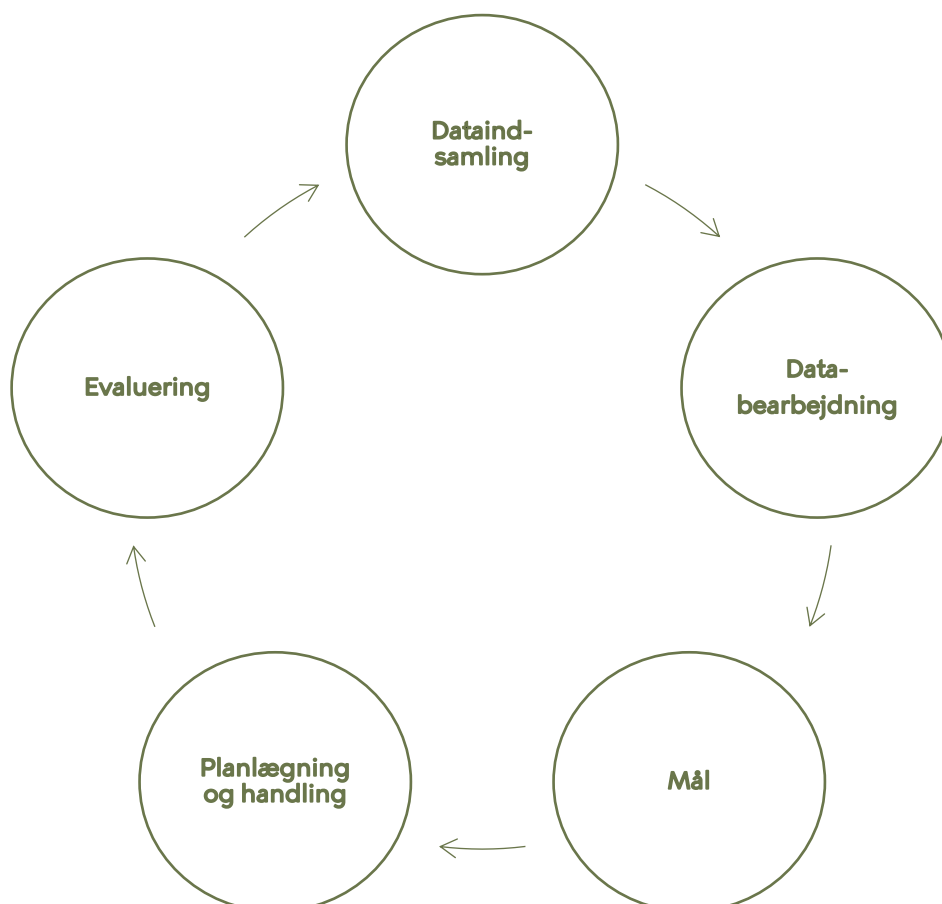 Dataind-
samling
Evaluering
Data-
bearbejdning
Planlægning
og handling
Mål